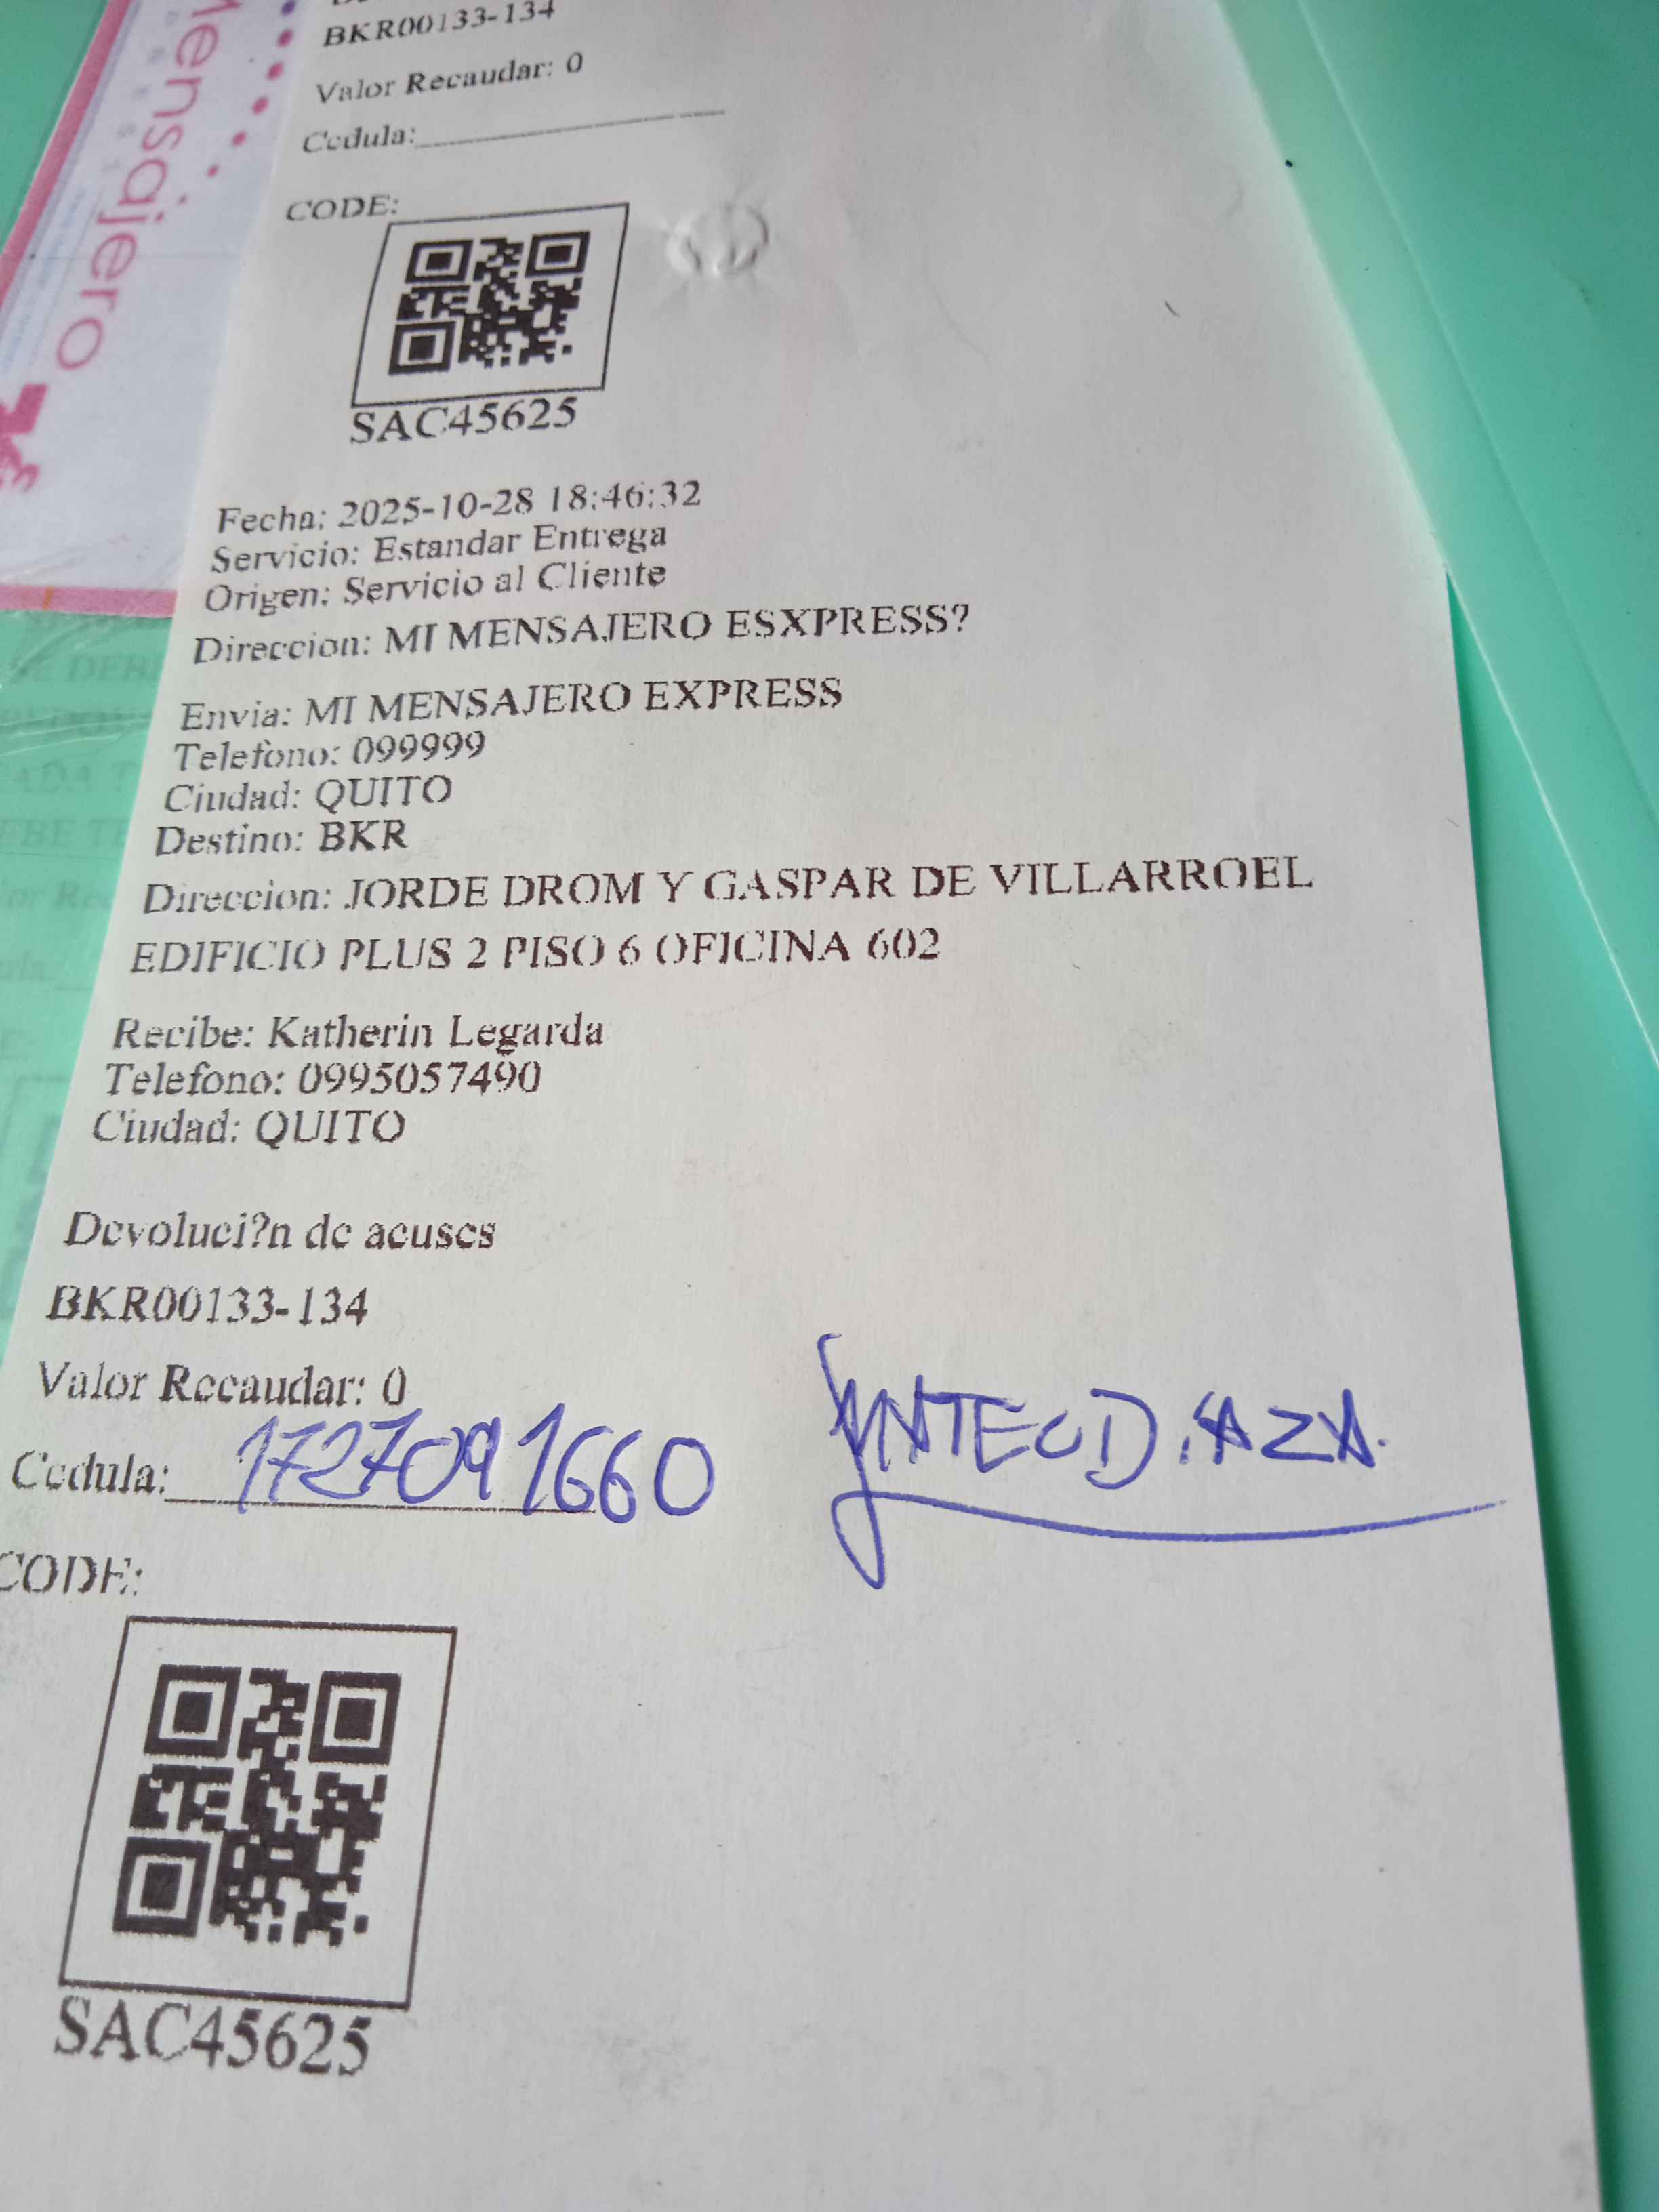 BKR00133-134
Valor Recaudar: 0
Cedula:
CODE:
SAC45625
Mensajero
Fecha: 2025-10-28 18:46:32
Servicio: Estandar Entrega
Origen: Servicio al Cliente
Direccion: MI MENSAJERO ESXPRESS?
Envia: MI MENSAJERO EXPRESS
Telefono: 099999
Ciudad: QUITO
Destino: BKR
Direccion: JORDE DROM Y GASPAR DE VILLARROEL
EDIFICIO PLUS 2 PISO 6 OFICINA 602
Recibe: Katherin Legarda
Telefono: 0995057490
Ciudad: QUITO
Devoluci?n de acuses
BKR00133-134
Valor Recaudar: 0
Cedula: 1727091660
CODE:
SAC45625